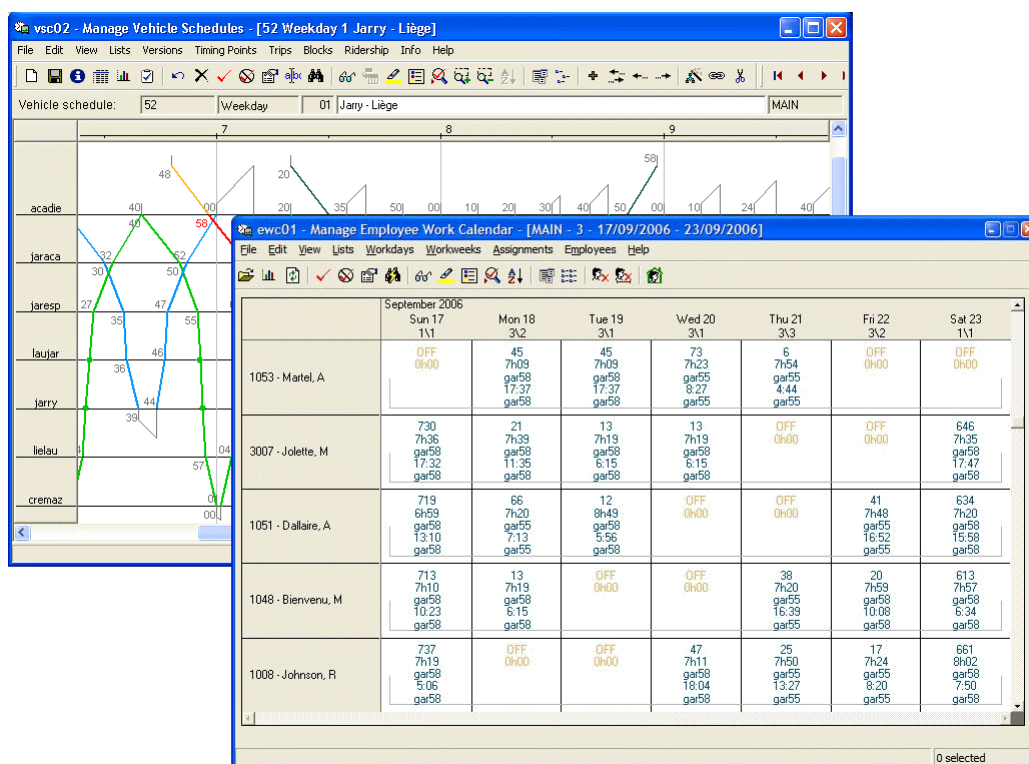 vsc02 - Manage Vehicle Schedules - [52 Weekday 1 Jarry - Liège]
File Edit View Lists Versions Timing Points Trips Blocks Ridership Info Help
Vehicle schedule: 52 Weekday 01 Jarry - Liège MAIN
7 8 9
48 20 58
acadie 40 00 20 35 50 00 10 20 30 40 50 00 10 24 40
40 58
jaraca 32 52
30 50
jaresp 27 47
35 55
laujar 46
36
jarry 44
39
lielau 04
57
cremaz
00
ewc01 - Manage Employee Work Calendar - [MAIN - 3 - 17/09/2006 - 23/09/2006]
File Edit View Lists Workdays Workweeks Assignments Employees Help
September 2006
Sun 17 Mon 18 Tue 19 Wed 20 Thu 21 Fri 22 Sat 23
1\1 3\2 3\1 3\1 3\3 3\2 1\1
OFF 45 45 73 6 OFF OFF
0h00 7h09 7h09 7h23 7h54 0h00 0h00
1053 - Martel, A gar58 gar58 gar55 gar55
17:37 17:37 8:27 4:44
gar58 gar58 gar55 gar55
730 21 13 13 OFF OFF 646
7h36 7h39 7h19 7h19 0h00 0h00 7h35
3007 - Jolette, M gar58 gar58 gar58 gar58 gar58
17:32 11:35 6:15 6:15 17:47
gar58 gar58 gar58 gar58 gar58
719 66 12 OFF OFF 41 634
6h59 7h20 8h49 0h00 0h00 7h48 7h20
1051 - Dallaire, A gar58 gar55 gar58 gar55 gar58
13:10 7:13 5:56 16:52 15:58
gar58 gar55 gar58 gar55 gar58
713 13 OFF OFF 38 20 613
7h10 7h19 0h00 0h00 7h20 7h59 7h57
1048 - Bienvenu, M gar58 gar58 gar55 gar58 gar58
10:23 6:15 16:39 10:08 6:34
gar58 gar58 gar55 gar58 gar58
737 OFF OFF 47 25 17 661
7h19 0h00 0h00 7h11 7h50 7h24 8h02
1008 - Johnson, R gar58 gar58 gar55 gar55 gar58
5:06 18:04 13:27 8:20 7:50
gar58 gar58 gar55 gar55 gar58
0 selected